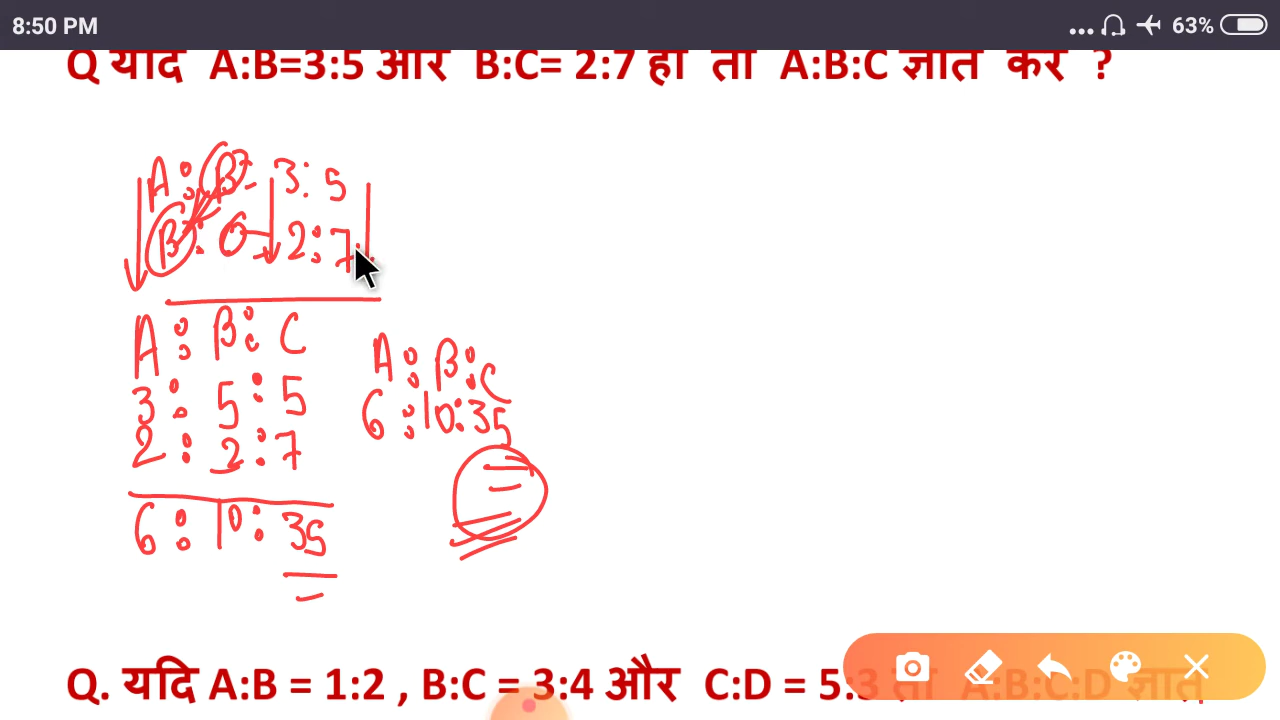 8:50 PM
63%
Q यदि A:B=3:5 और B:C= 2:7 हो तो A:B:C ज्ञात करे ?
A : B = 3 : 5
B : C = 2 : 7
A : B : C
3 : 5 : 5
2 : 2 : 7
6 : 10 : 35
A : B : C
6 : 10 : 35
Q. यदि A:B = 1:2 , B:C = 3:4 और C:D = 5:3 तो A:B:C:D ज्ञात